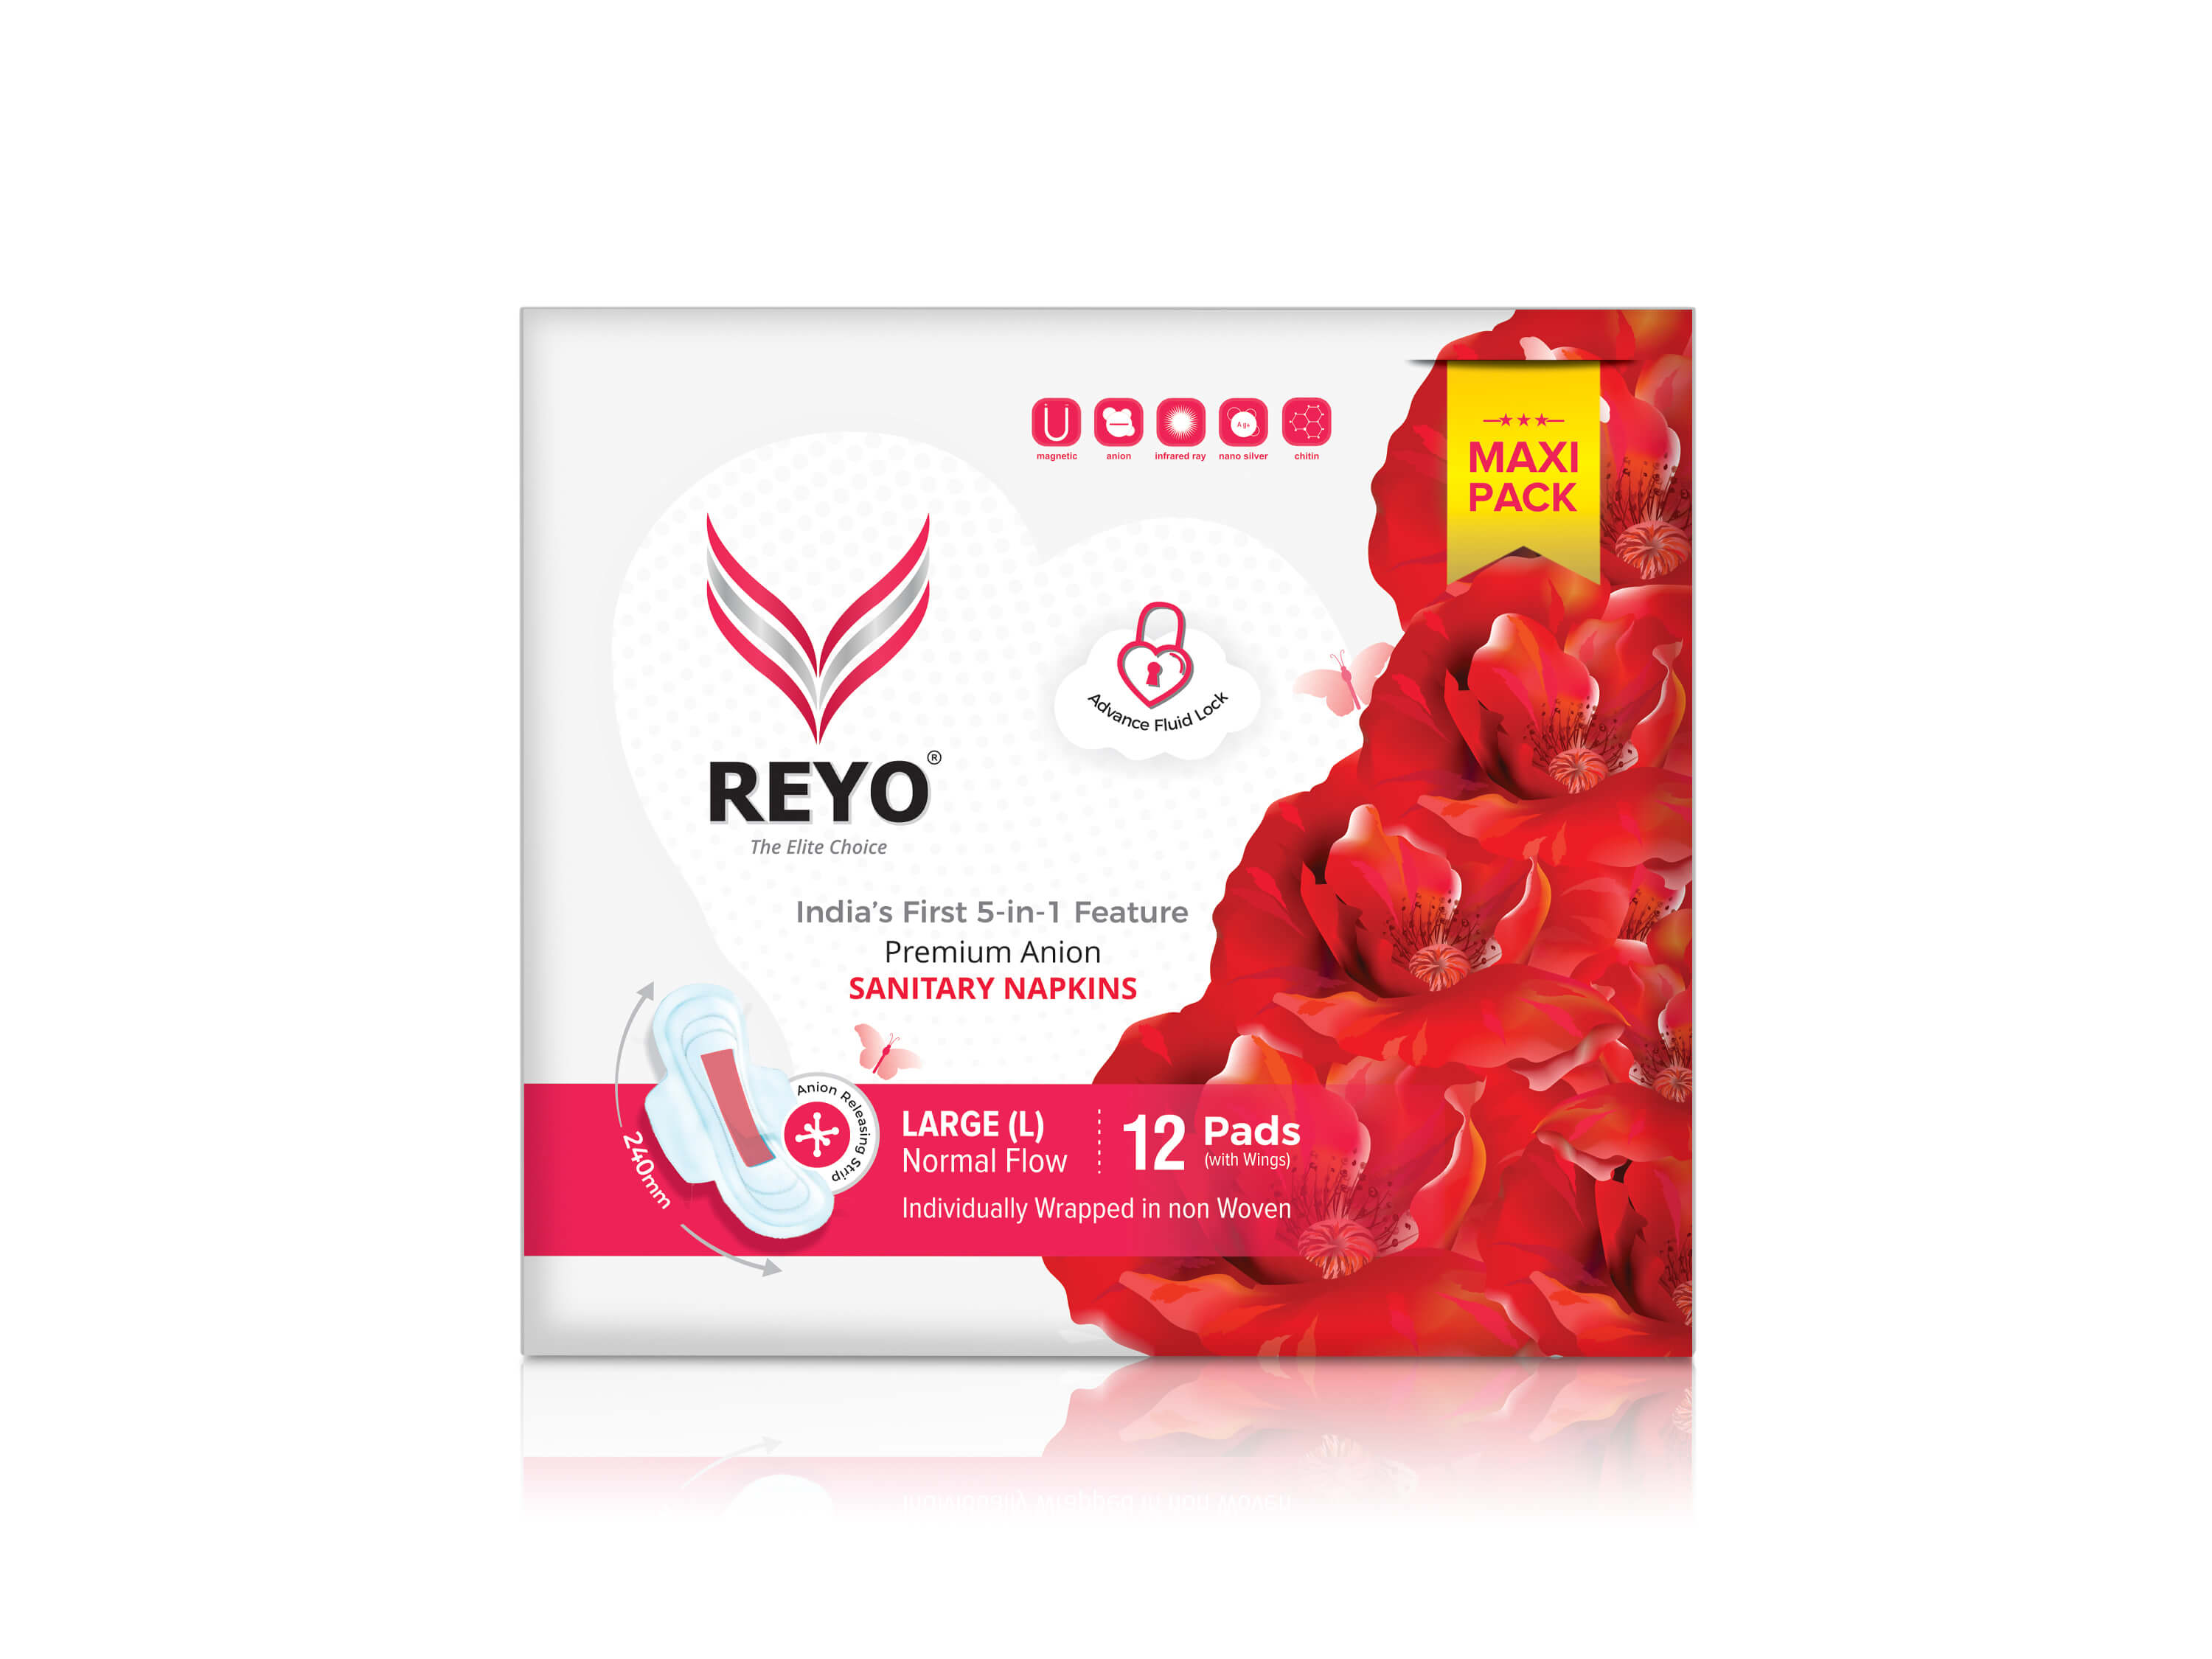 magnetic anion infrared ray nano silver chitin
Ag+
MAXI
PACK
Advance Fluid Lock
REYO®
The Elite Choice
India's First 5-in-1 Feature
Premium Anion
SANITARY NAPKINS
240mm
Anion Releasing Strip
LARGE (L)
Normal Flow
12 Pads
(with Wings)
Individually Wrapped in non Woven